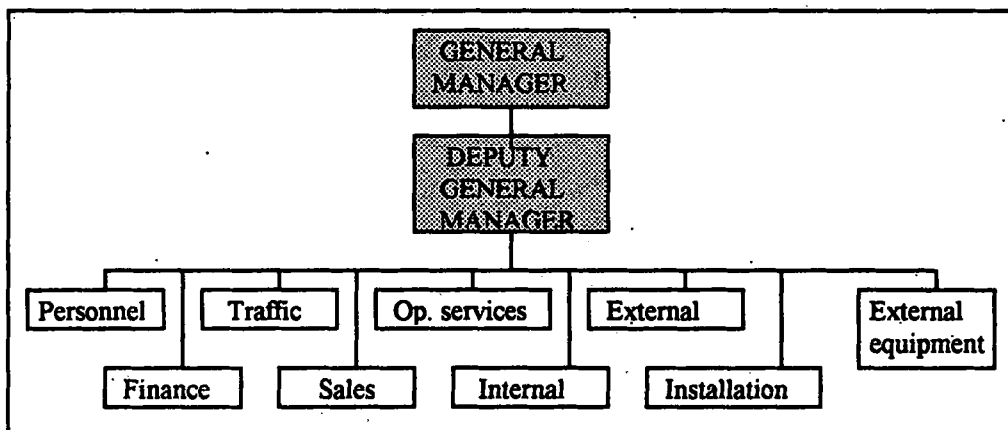 GENERAL
MANAGER
DEPUTY
GENERAL
MANAGER
Personnel
Traffic
Op. services
External
External
equipment
Finance
Sales
Internal
Installation